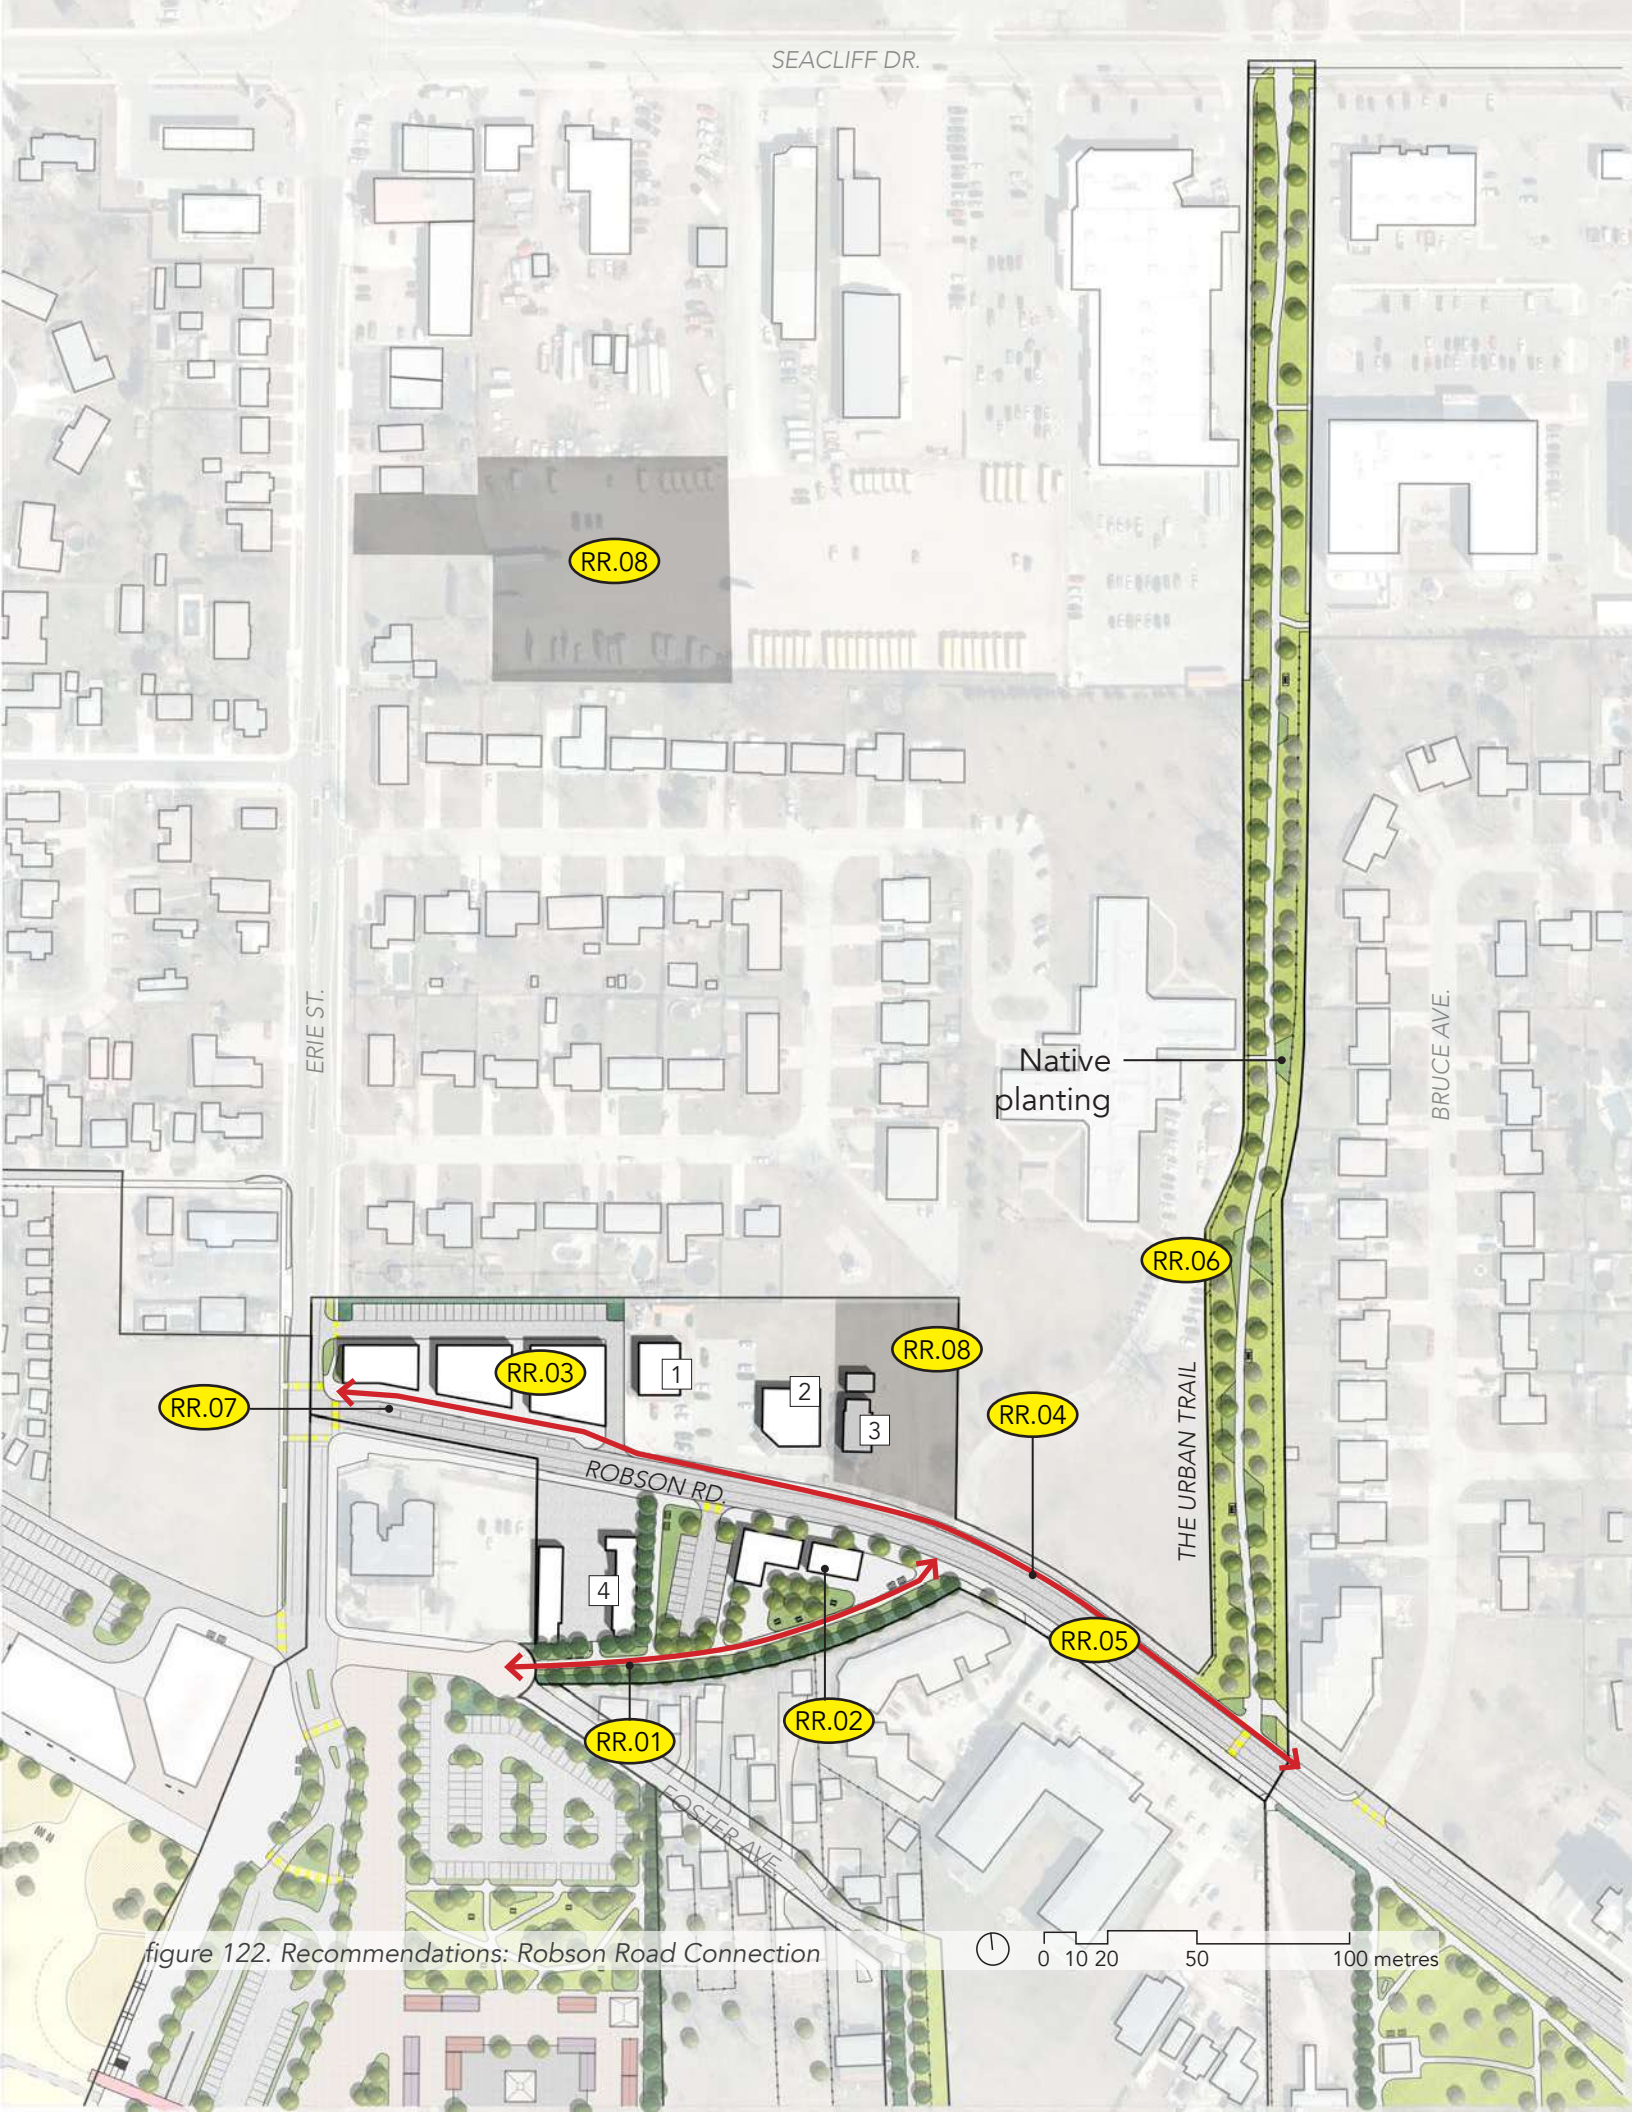 SEACLIFF DR.
RR.08
ERIE ST.
Native
planting
BRUCE AVE.
RR.06
RR.03
1
RR.08
2
3
RR.07
RR.04
THE URBAN TRAIL
ROBSON RD.
4
RR.05
RR.01
RR.02
FOSTER AVE.
figure 122. Recommendations: Robson Road Connection
0 10 20 50 100 metres